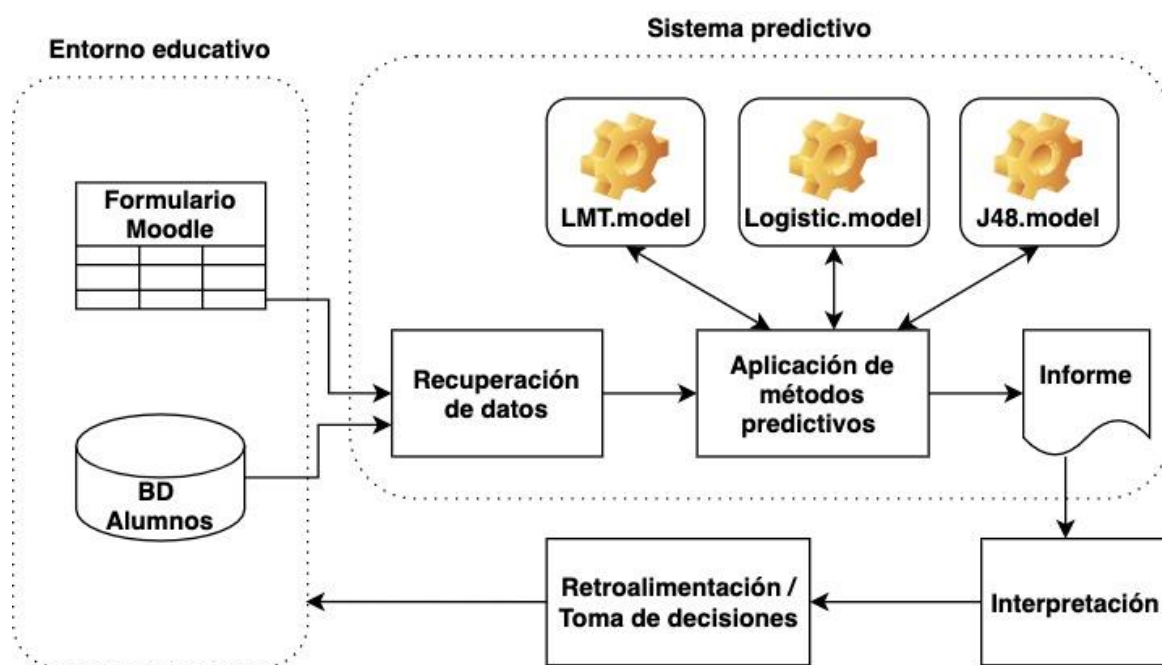 Entorno educativo
Sistema predictivo
Formulario
Moodle
LMT.model
Logistic.model
J48.model
Recuperación
de datos
Aplicación de
métodos
predictivos
Informe
BD
Alumnos
Retroalimentación /
Toma de decisiones
Interpretación